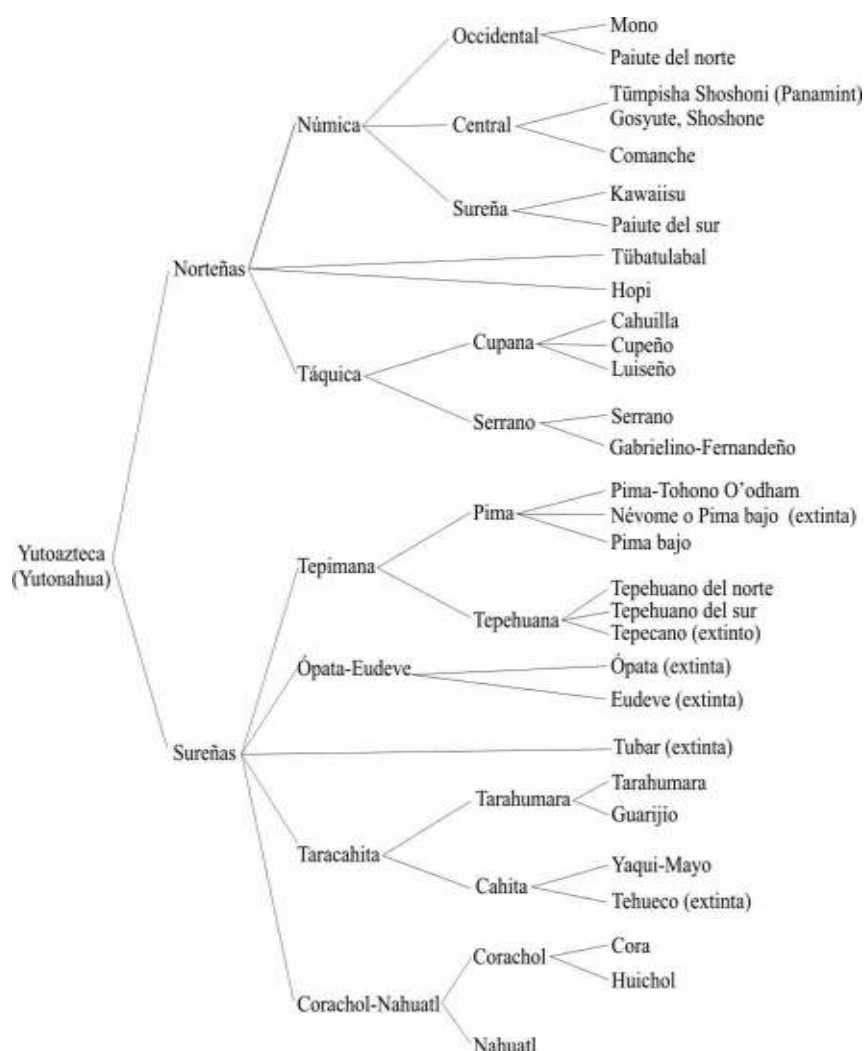 Mono
Occidental
Paiute del norte
Tümpisha Shoshoni (Panamint)
Gosyute, Shoshone
Númica
Central
Comanche
Kawaiisu
Sureña
Paiute del sur
Norteñas
Tübatulabal
Hopi
Cahuilla
Cupana
Cupeño
Luiseño
Táquica
Serrano
Serrano
Gabrielino-Fernandeño
Pima-Tohono O’odham
Pima
Névome o Pima bajo (extinta)
Pima bajo
Yutoazteca
(Yutonahua)
Tepimana
Tepehuano del norte
Tepehuana
Tepehuano del sur
Tepecano (extinto)
Ópata-Eudeve
Ópata (extinta)
Eudeve (extinta)
Sureñas
Tubar (extinta)
Tarahumara
Tarahumara
Guarijío
Taracahita
Yaqui-Mayo
Cahita
Tehueco (extinta)
Cora
Corachol
Huichol
Corachol-Nahuatl
Nahuatl